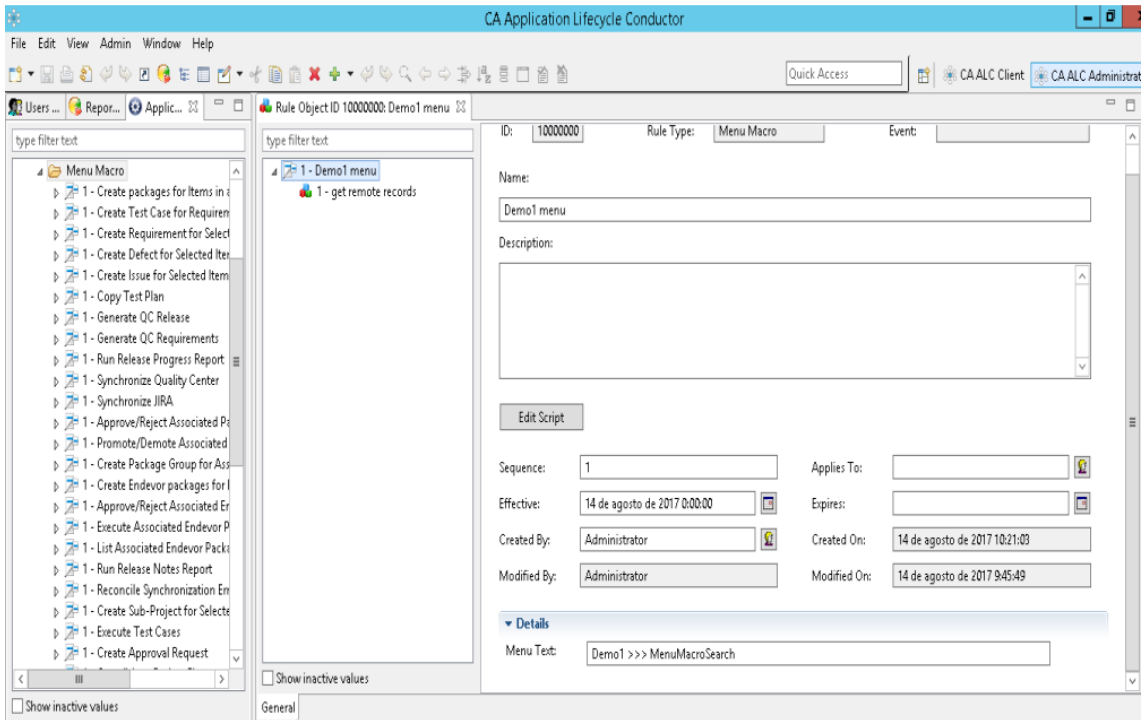 CA Application Lifecycle Conductor
File Edit View Admin Window Help
Quick Access
CA ALC Client
CA ALC Administrat
Users ...
Repor...
Applic...
Rule Object ID 10000000: Demo1 menu
type filter text
Menu Macro
1 - Create packages for Items in a
1 - Create Test Case for Requirem
1 - Create Requirement for Select
1 - Create Defect for Selected Iter
1 - Create Issue for Selected Item
1 - Copy Test Plan
1 - Generate QC Release
1 - Generate QC Requirements
1 - Run Release Progress Report
1 - Synchronize Quality Center
1 - Synchronize JIRA
1 - Approve/Reject Associated Pa
1 - Promote/Demote Associated
1 - Create Package Group for Ass
1 - Create Endevor packages for I
1 - Approve/Reject Associated Er
1 - Execute Associated Endevor P
1 - List Associated Endevor Packa
1 - Run Release Notes Report
1 - Reconcile Synchronization Err
1 - Create Sub-Project for Selecte
1 - Execute Test Cases
1 - Create Approval Request
Show inactive values
type filter text
1 - Demo1 menu
1 - get remote records
Show inactive values
General
ID: 10000000 Rule Type: Menu Macro Event:
Name:
Demo1 menu
Description:
Edit Script
Sequence: 1 Applies To:
Effective: 14 de agosto de 2017 0:00:00 Expires:
Created By: Administrator Created On: 14 de agosto de 2017 10:21:03
Modified By: Administrator Modified On: 14 de agosto de 2017 9:45:49
Details
Menu Text: Demo1 >>> MenuMacroSearch